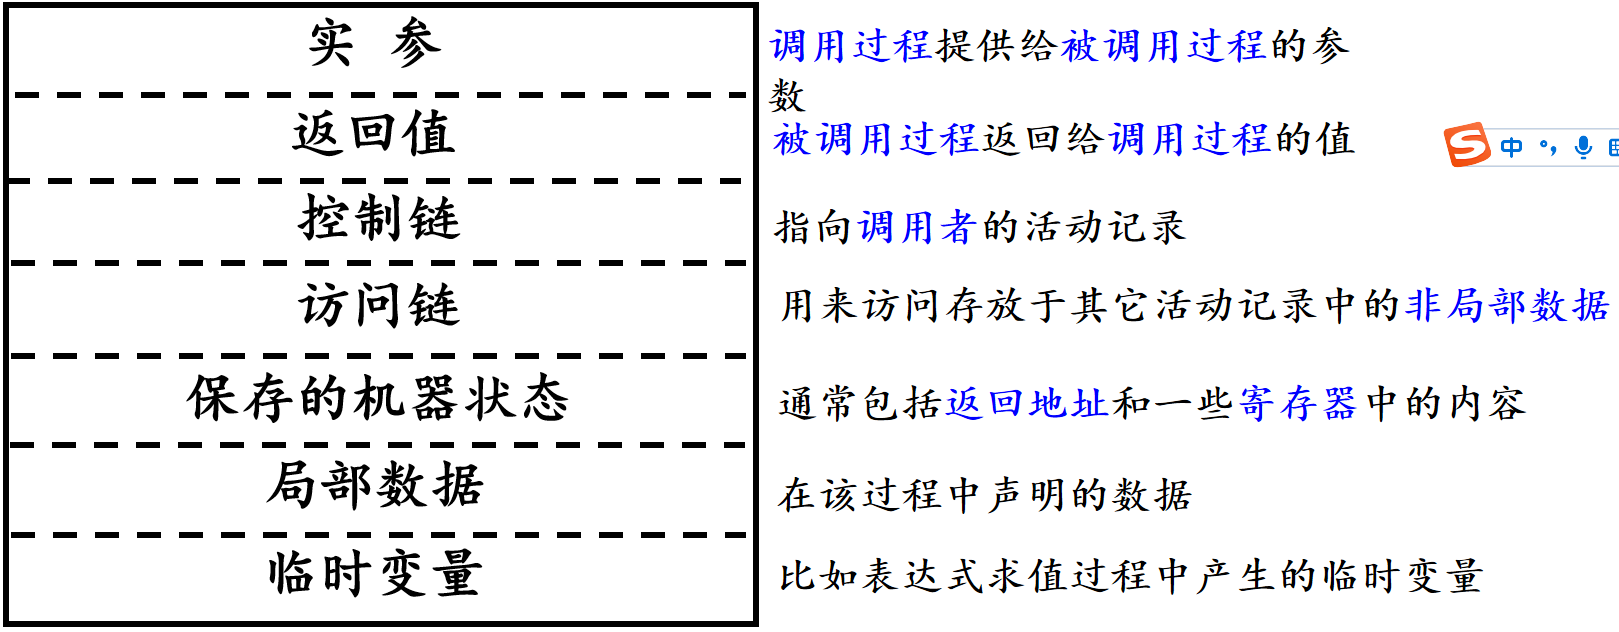 实 参
调用过程提供给被调用过程的参
数
返回值
被调用过程返回给调用过程的值
中
控制链
指向调用者的活动记录
访问链
用来访问存放于其它活动记录中的非局部数据
保存的机器状态
通常包括返回地址和一些寄存器中的内容
局部数据
在该过程中声明的数据
临时变量
比如表达式求值过程中产生的临时变量